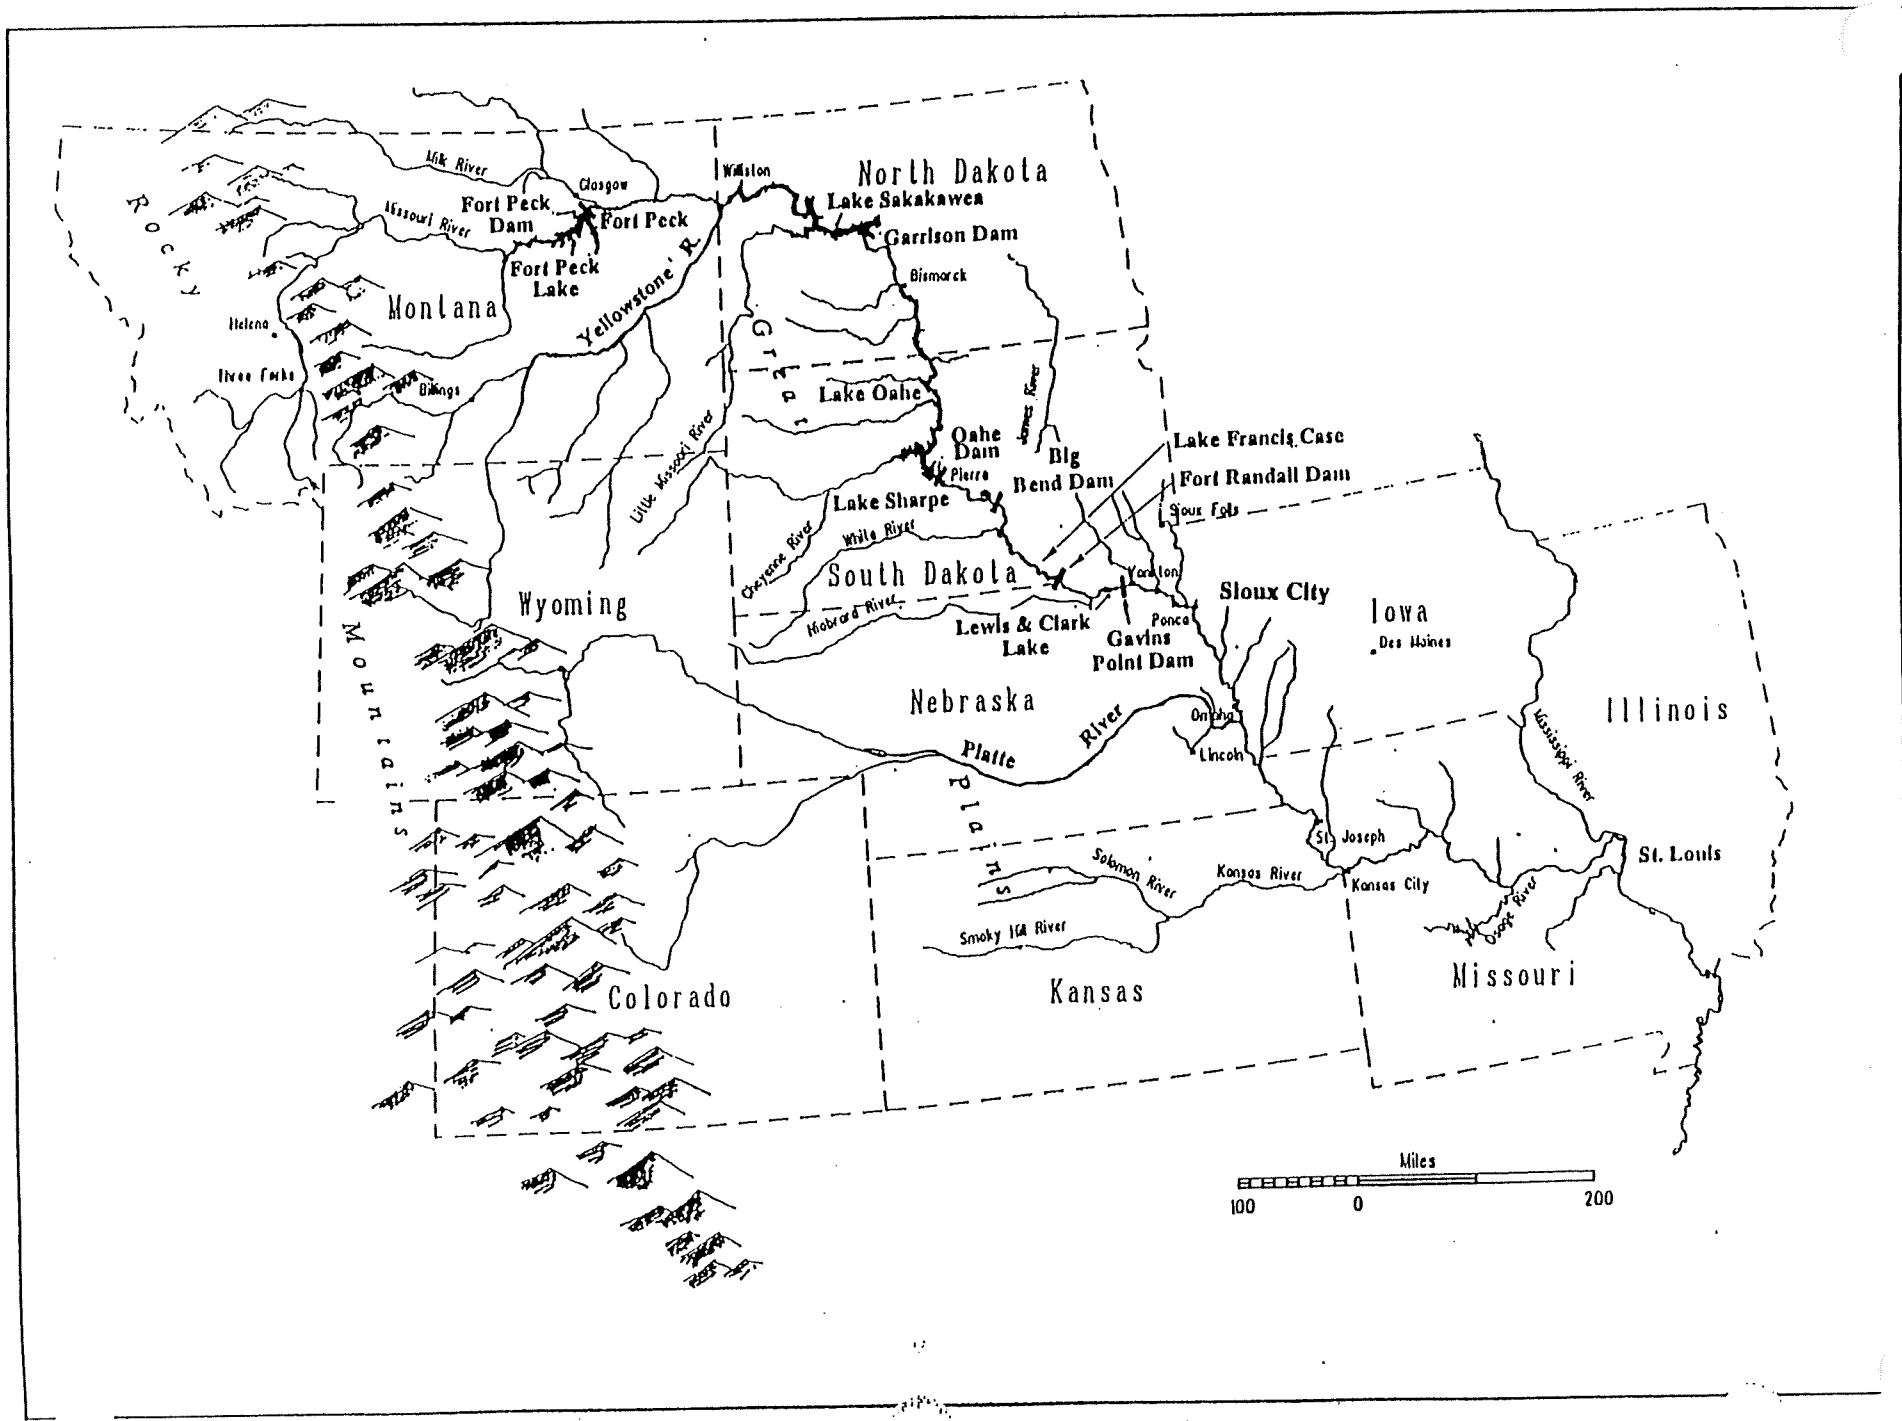 Rocky
Mountains
Great
Plains
Milk River
Glasgow
Williston
North Dakota
Missouri River
Fort Peck
Dam
Fort Peck
Lake Sakakawea
Garrison Dam
Fort Peck
Lake
Yellowstone' R.
Bismarck
Montana
Helena
Three Forks
Billings
Lake Oahe
James River
Little Missouri River
Oahe
Dam
Pierre
Big
Bend Dam
Lake Francis Case
Fort Randall Dam
Sioux Falls
Lake Sharpe
Cheyenne River
White River
South Dakota
Yankton
Wyoming
Niobrara River
Lewis & Clark
Lake
Gavins
Point Dam
Ponca
Sioux City
Iowa
Des Moines
Nebraska
Platte
River
Omaha
Lincoln
Mississippi River
Illinois
St. Joseph
St. Louis
Solomon River
Kansas River
Kansas City
Smoky Hill River
Osage River
Colorado
Kansas
Missouri
Miles
100
0
200